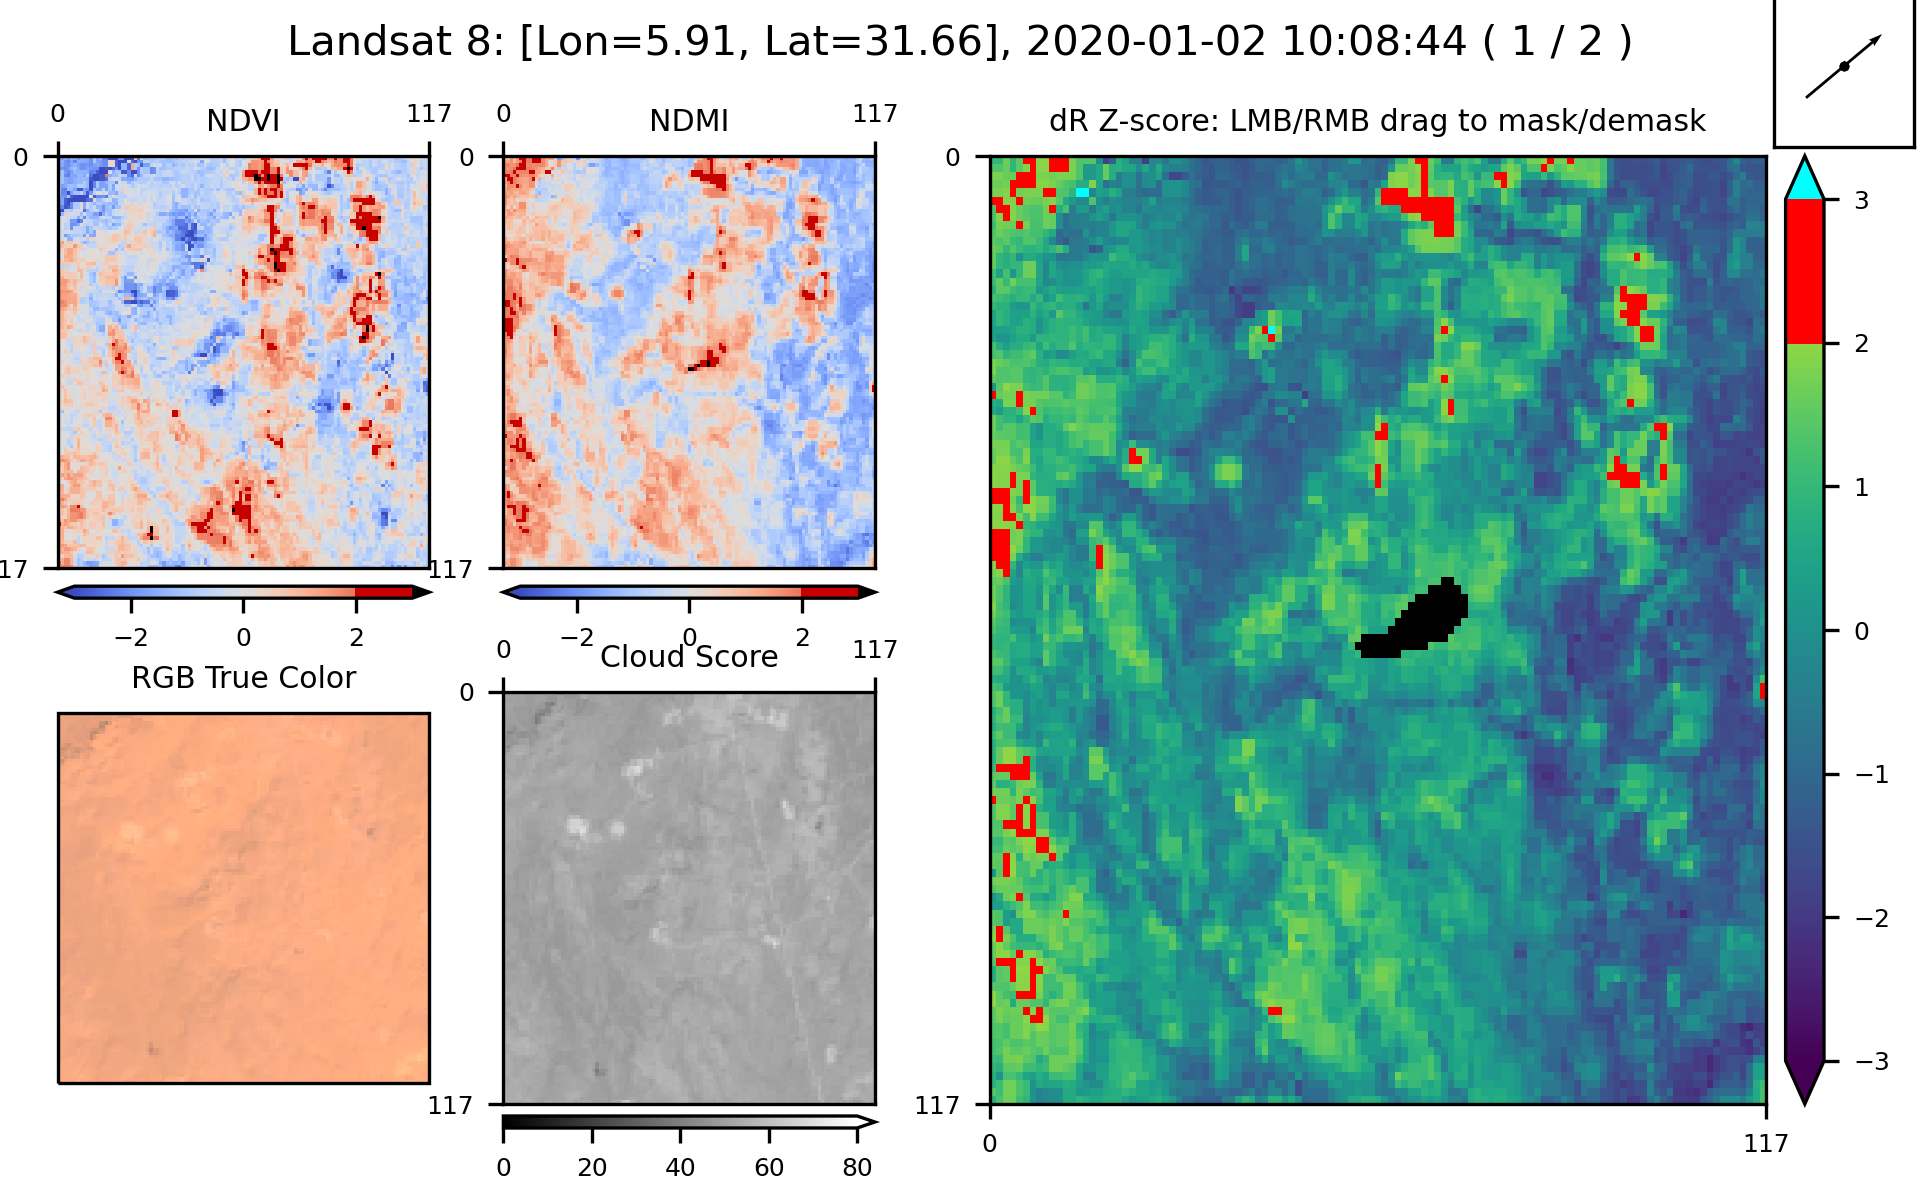 Landsat 8: [Lon=5.91, Lat=31.66], 2020-01-02 10:08:44 ( 1 / 2 )
0 117
NDVI
0
17
−2 0 2
0 117
NDMI
0
117
−2 0 2
RGB True Color
0 117
Cloud Score
0
117
0 20 40 60 80
dR Z-score: LMB/RMB drag to mask/demask
0
117
0 117
3
2
1
0
−1
−2
−3